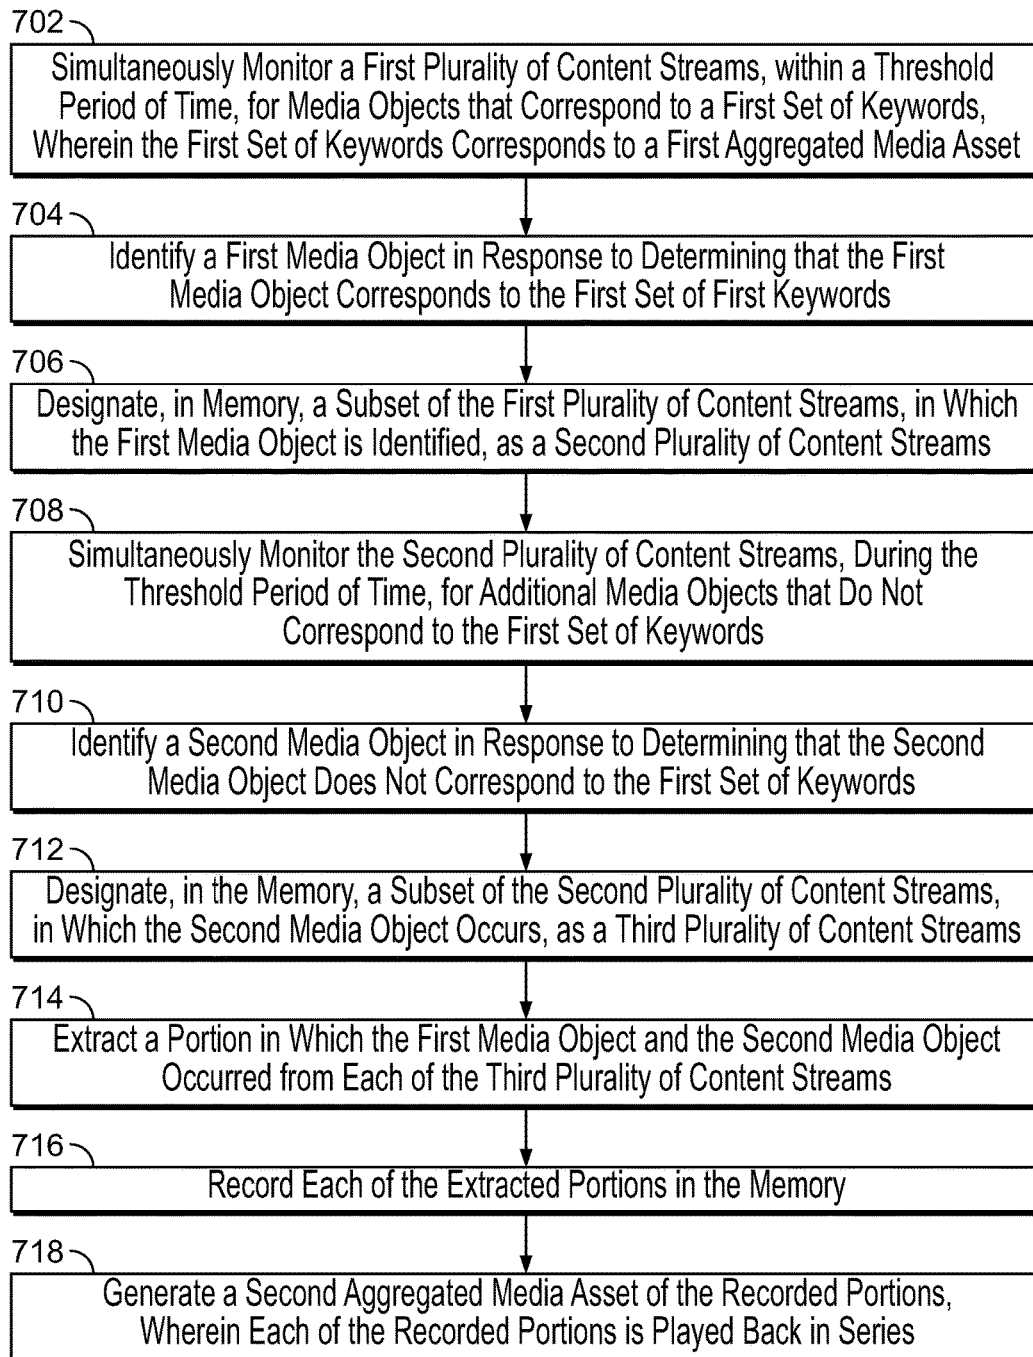 702
Simultaneously Monitor a First Plurality of Content Streams, within a Threshold
Period of Time, for Media Objects that Correspond to a First Set of Keywords,
Wherein the First Set of Keywords Corresponds to a First Aggregated Media Asset
704
Identify a First Media Object in Response to Determining that the First
Media Object Corresponds to the First Set of First Keywords
706
Designate, in Memory, a Subset of the First Plurality of Content Streams, in Which
the First Media Object is Identified, as a Second Plurality of Content Streams
708
Simultaneously Monitor the Second Plurality of Content Streams, During the
Threshold Period of Time, for Additional Media Objects that Do Not
Correspond to the First Set of Keywords
710
Identify a Second Media Object in Response to Determining that the Second
Media Object Does Not Correspond to the First Set of Keywords
712
Designate, in the Memory, a Subset of the Second Plurality of Content Streams,
in Which the Second Media Object Occurs, as a Third Plurality of Content Streams
714
Extract a Portion in Which the First Media Object and the Second Media Object
Occurred from Each of the Third Plurality of Content Streams
716
Record Each of the Extracted Portions in the Memory
718
Generate a Second Aggregated Media Asset of the Recorded Portions,
Wherein Each of the Recorded Portions is Played Back in Series